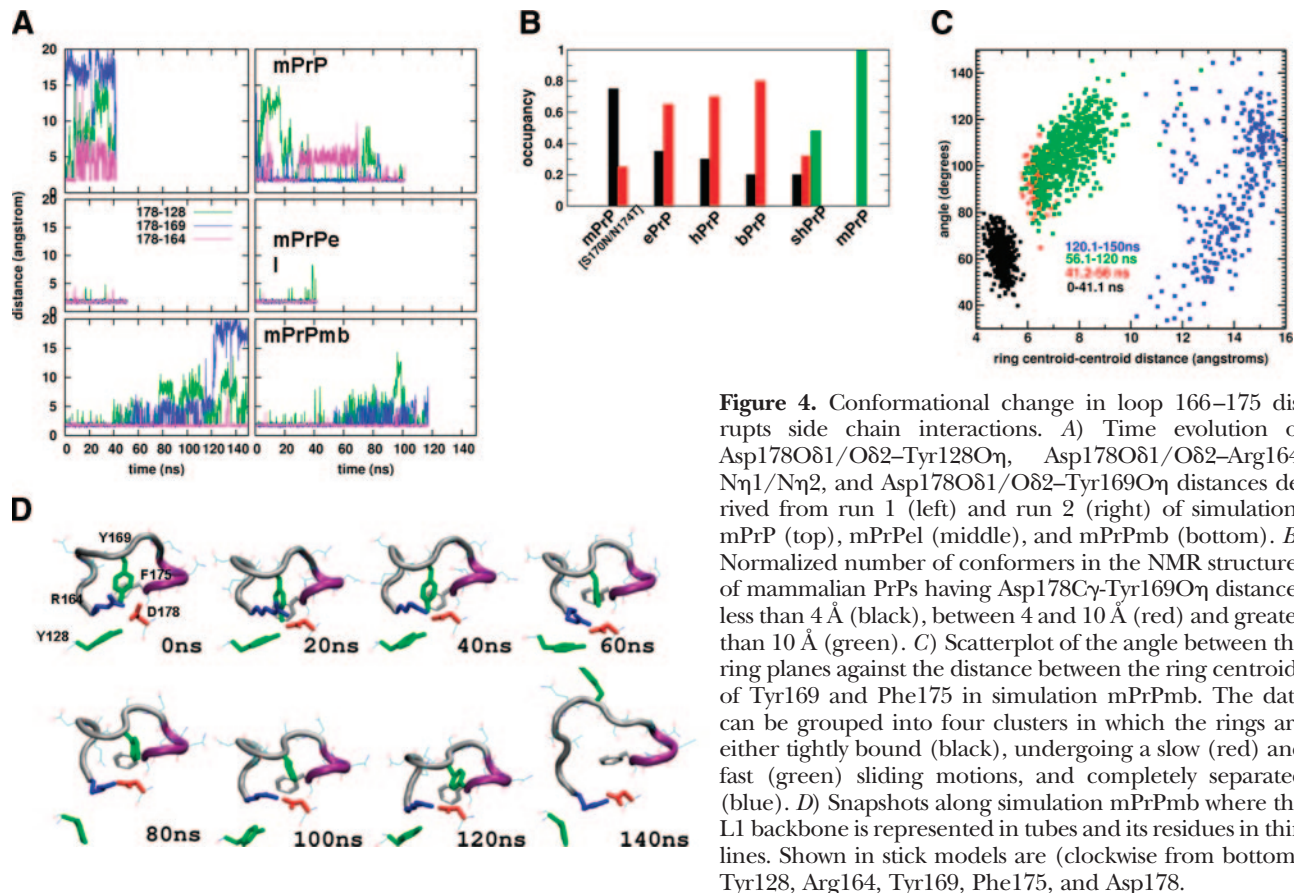 A
20
15
10
5
0
mPrP
20
15
10
5
0
178-128
178-169
178-164
mPrPe
l
20
15
10
5
0
mPrPmb
distance (angstrom)
0 20 40 60 80 100 120 140
0 20 40 60 80 100 120 140
time (ns)
time (ns)
B
1
0.8
0.6
0.4
0.2
0
occupancy
mPrP
[S170N/N174T]
ePrP
hPrP
bPrP
shPrP
mPrP
C
140
120
100
80
60
40
angle (degrees)
120.1-150ns
56.1-120 ns
41.2-56 ns
0-41.1 ns
4 6 8 10 12 14 16
ring centroid-centroid distance (angstroms)
D
Y169
F175
R164
D178
Y128
0ns
20ns
40ns
60ns
80ns
100ns
120ns
140ns
Figure 4. Conformational change in loop 166–175 dis
rupts side chain interactions. A) Time evolution o
Asp178Oδ1/Oδ2–Tyr128Oη, Asp178Oδ1/Oδ2–Arg164
Nη1/Nη2, and Asp178Oδ1/Oδ2–Tyr169Oη distances de
rived from run 1 (left) and run 2 (right) of simulation
mPrP (top), mPrPel (middle), and mPrPmb (bottom). B
Normalized number of conformers in the NMR structure
of mammalian PrPs having Asp178Cγ-Tyr169Oη distance
less than 4 Å (black), between 4 and 10 Å (red) and greate
than 10 Å (green). C) Scatterplot of the angle between th
ring planes against the distance between the ring centroid
of Tyr169 and Phe175 in simulation mPrPmb. The dat
can be grouped into four clusters in which the rings ar
either tightly bound (black), undergoing a slow (red) an
fast (green) sliding motions, and completely separate
(blue). D) Snapshots along simulation mPrPmb where th
L1 backbone is represented in tubes and its residues in thin
lines. Shown in stick models are (clockwise from bottom
Tyr128, Arg164, Tyr169, Phe175, and Asp178.